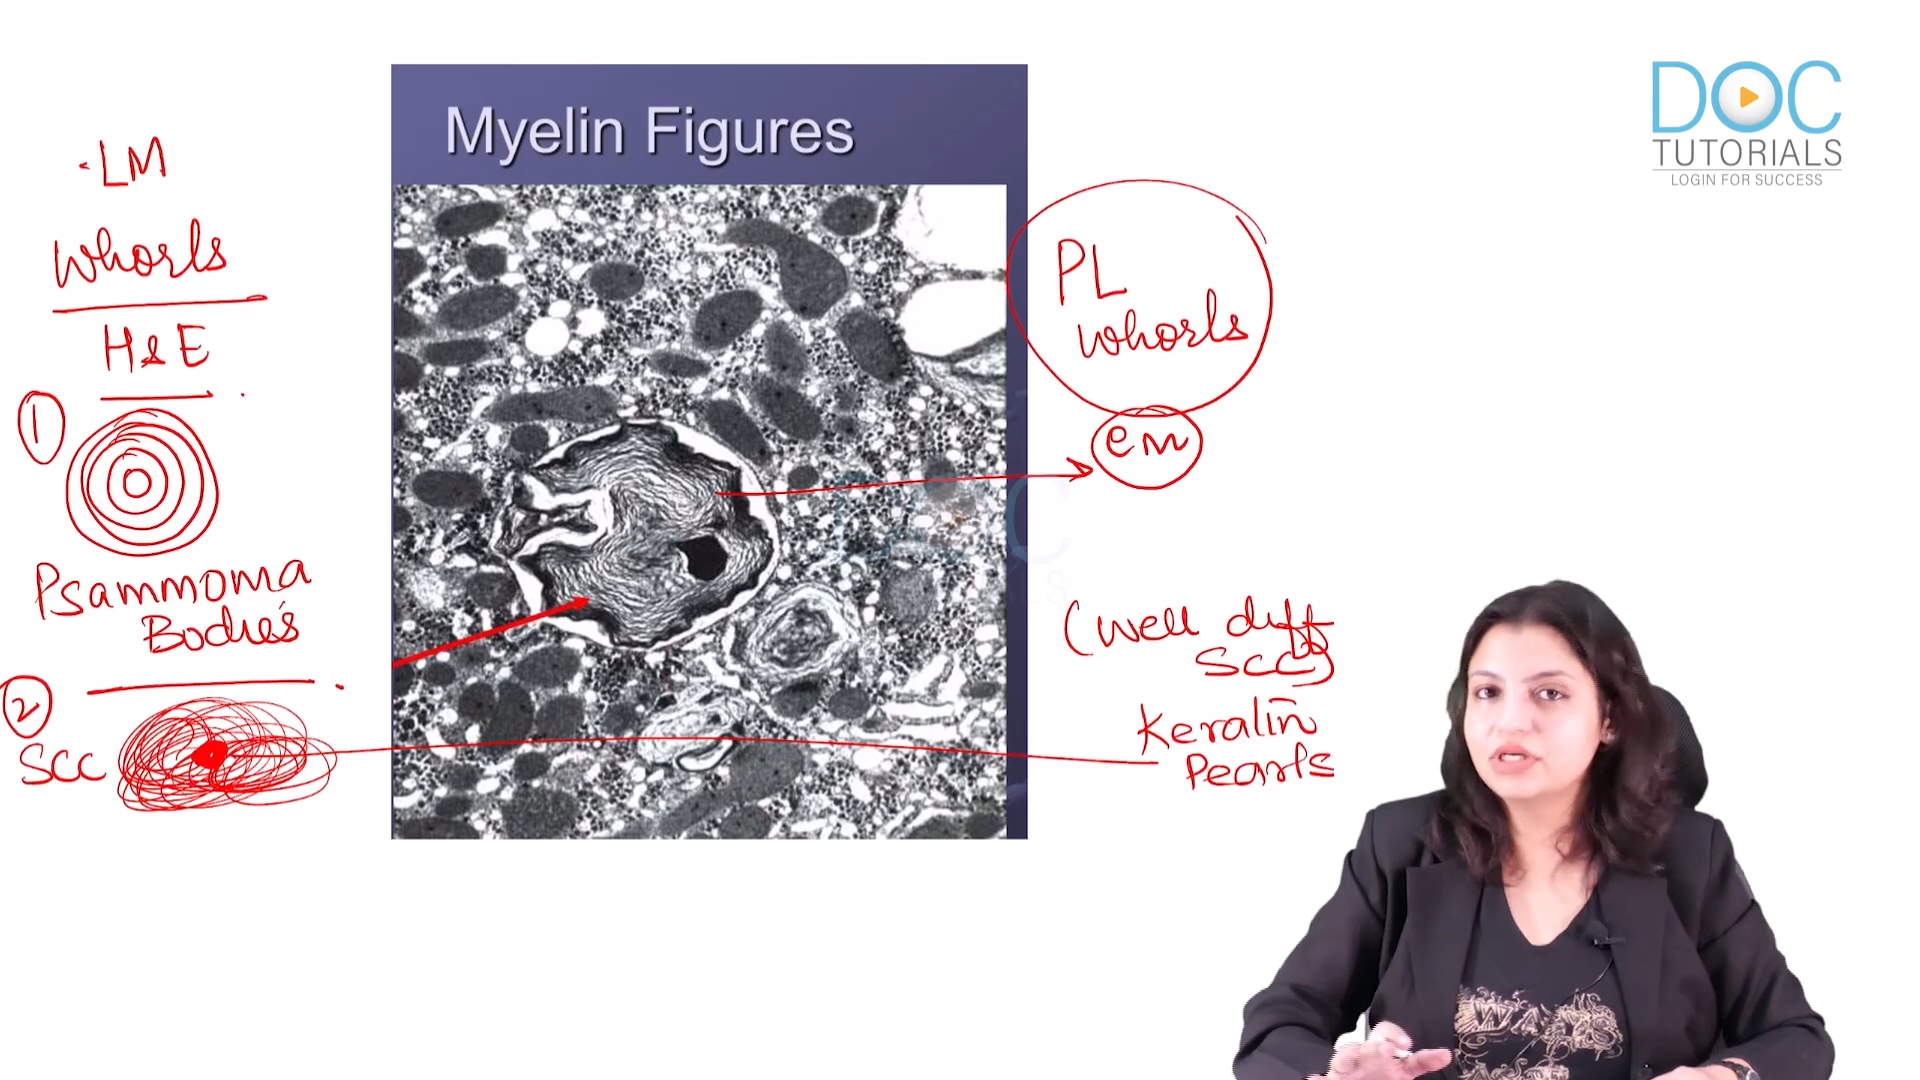 Myelin Figures
DOC
TUTORIALS
LOGIN FOR SUCCESS
LM
Whorls
H & E
1
Psammoma
Bodies
2
SCC
PL
Whorls
em
(Well diff
SCC)
Keratin
Pearls
WAYS